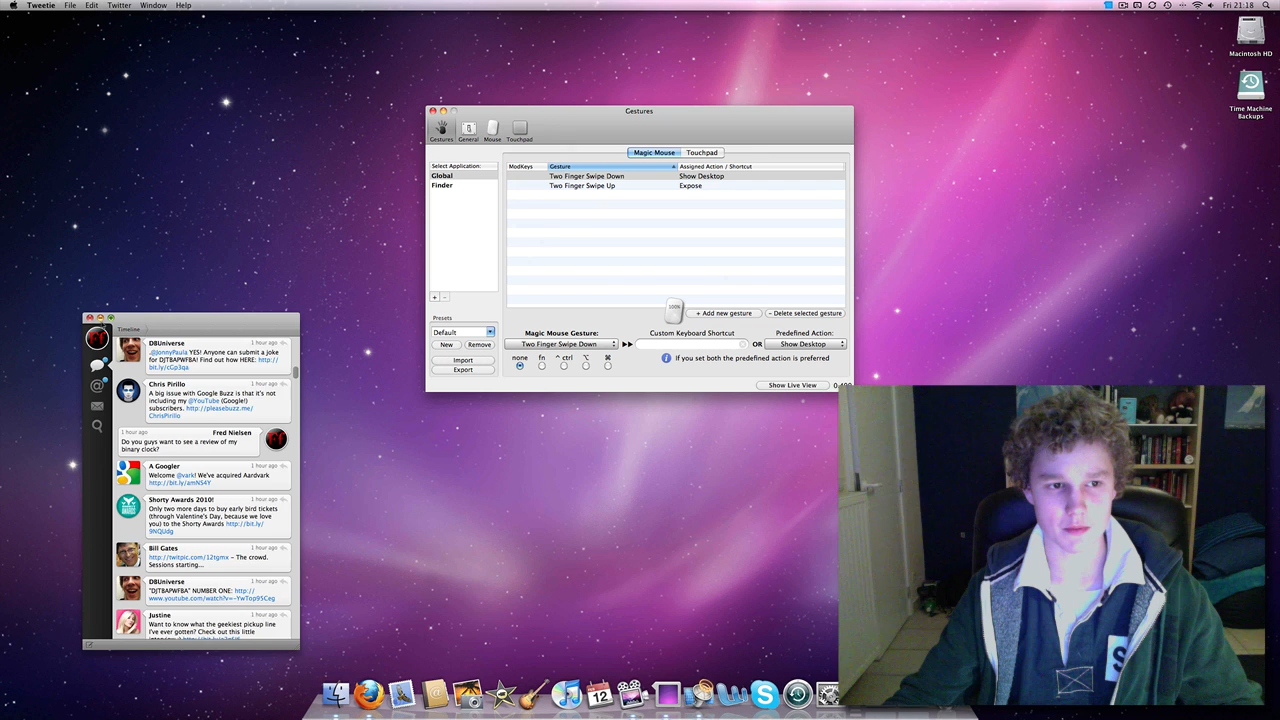 Tweetie File Edit Twitter Window Help
Fri 21:18
Macintosh HD
Time Machine
Backups
Gestures
Gestures General Mouse Touchpad
Magic Mouse Touchpad
Select Application:
Global
Finder
ModKeys Gesture Assigned Action / Shortcut
Two Finger Swipe Down Show Desktop
Two Finger Swipe Up Expose
+ -
100%
+ Add new gesture - Delete selected gesture
Presets
Default
New Remove
Import
Export
Magic Mouse Gesture: Custom Keyboard Shortcut Predefined Action:
Two Finger Swipe Down OR Show Desktop
none fn ^ ctrl ⌥ ⌘
If you set both the predefined action is preferred
Show Live View
Timeline
DBUniverse 1 hour ago
.@JonnyPaula YES! Anyone can submit a joke
for DJTBAPWFBA! Find out how HERE: http://
bit.ly/cGp3qa
Chris Pirillo 1 hour ago
A big issue with Google Buzz is that it's not
including my @YouTube (Google!)
subscribers. http://pleasebuzz.me/
ChrisPirillo
1 hour ago Fred Nielsen
Do you guys want to see a review of my
binary clock?
A Googler 1 hour ago
Welcome @vark! We've acquired Aardvark
http://bit.ly/amN54Y
Shorty Awards 2010! 1 hour ago
Only two more days to buy early bird tickets
(through Valentine's Day, because we love
you) to the Shorty Awards http://bit.ly/
9NQUdg
Bill Gates 1 hour ago
http://twitpic.com/12tgmx - The crowd.
Sessions starting...
DBUniverse 1 hour ago
"DJTBAPWFBA" NUMBER ONE: http://
www.youtube.com/watch?v=-YwTop95Ceg
Justine 1 hour ago
Want to know what the geekiest pickup line
I've ever gotten? Check out this little
12
S